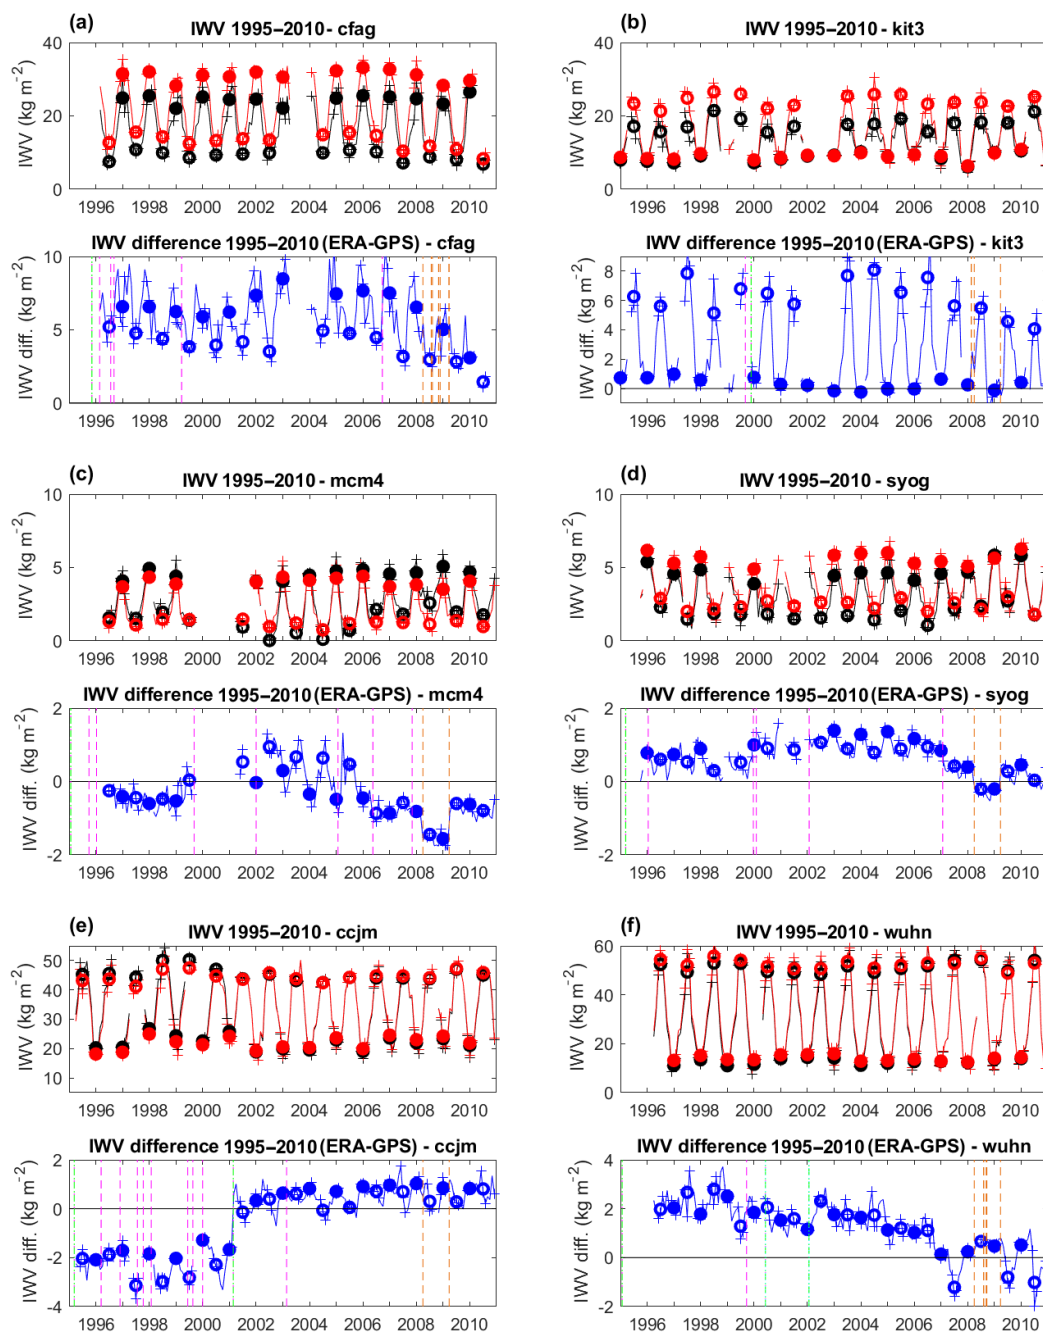 (a)
IWV 1995–2010 - cfag
IWV (kg m-2)
40
20
0
1996 1998 2000 2002 2004 2006 2008 2010
IWV difference 1995–2010 (ERA-GPS) - cfag
IWV diff. (kg m-2)
10
5
0
1996 1998 2000 2002 2004 2006 2008 2010
(b)
IWV 1995–2010 - kit3
IWV (kg m-2)
40
20
0
1996 1998 2000 2002 2004 2006 2008 2010
IWV difference 1995–2010 (ERA-GPS) - kit3
IWV diff. (kg m-2)
8
6
4
2
0
1996 1998 2000 2002 2004 2006 2008 2010
(c)
IWV 1995–2010 - mcm4
IWV (kg m-2)
10
5
0
1996 1998 2000 2002 2004 2006 2008 2010
IWV difference 1995–2010 (ERA-GPS) - mcm4
IWV diff. (kg m-2)
2
0
-2
1996 1998 2000 2002 2004 2006 2008 2010
(d)
IWV 1995–2010 - syog
IWV (kg m-2)
10
5
0
1996 1998 2000 2002 2004 2006 2008 2010
IWV difference 1995–2010 (ERA-GPS) - syog
IWV diff. (kg m-2)
2
0
-2
1996 1998 2000 2002 2004 2006 2008 2010
(e)
IWV 1995–2010 - ccjm
IWV (kg m-2)
50
40
30
20
10
1996 1998 2000 2002 2004 2006 2008 2010
IWV difference 1995–2010 (ERA-GPS) - ccjm
IWV diff. (kg m-2)
2
0
-2
-4
1996 1998 2000 2002 2004 2006 2008 2010
(f)
IWV 1995–2010 - wuhn
IWV (kg m-2)
60
40
20
0
1996 1998 2000 2002 2004 2006 2008 2010
IWV difference 1995–2010 (ERA-GPS) - wuhn
IWV diff. (kg m-2)
4
2
0
-2
1996 1998 2000 2002 2004 2006 2008 2010